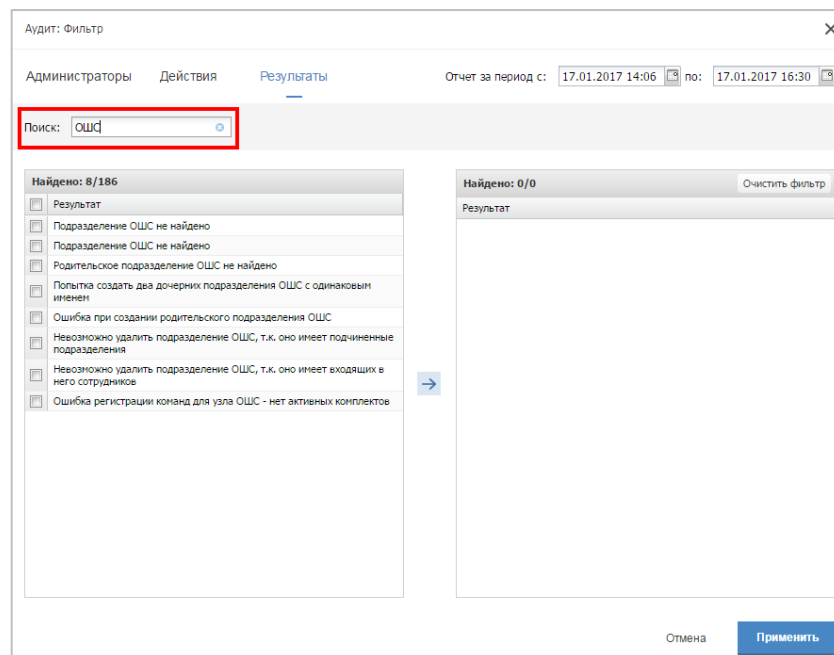 Аудит: Фильтр
Администраторы Действия Результаты Отчет за период с: 17.01.2017 14:06 по: 17.01.2017 16:30
Поиск: ОШС
Найдено: 8/186
Результат
Подразделение ОШС не найдено
Подразделение ОШС не найдено
Родительское подразделение ОШС не найдено
Попытка создать два дочерних подразделения ОШС с одинаковым
именем
Ошибка при создании родительского подразделения ОШС
Невозможно удалить подразделение ОШС, т.к. оно имеет подчиненные
подразделения
Невозможно удалить подразделение ОШС, т.к. оно имеет входящих в
него сотрудников
Ошибка регистрации команд для узла ОШС - нет активных комплектов
Найдено: 0/0 Очистить фильтр
Результат
Отмена Применить